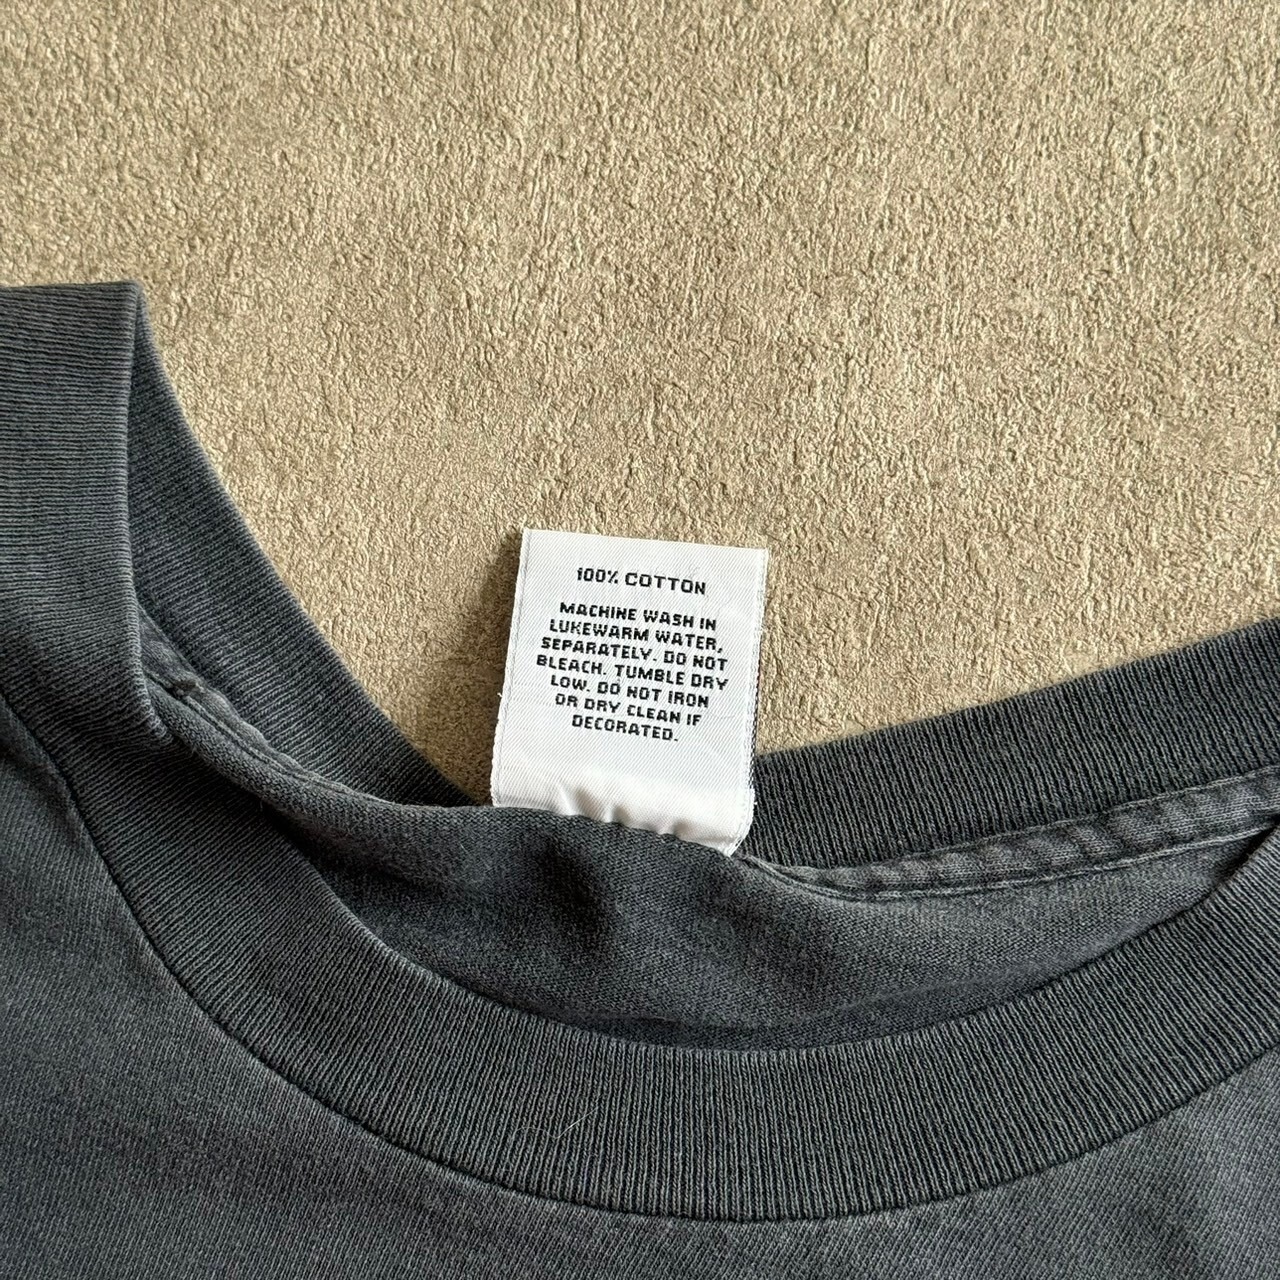 100% COTTON
MACHINE WASH IN
LUKEWARM WATER,
SEPARATELY. DO NOT
BLEACH. TUMBLE DRY
LOW. DO NOT IRON
OR DRY CLEAN IF
DECORATED.